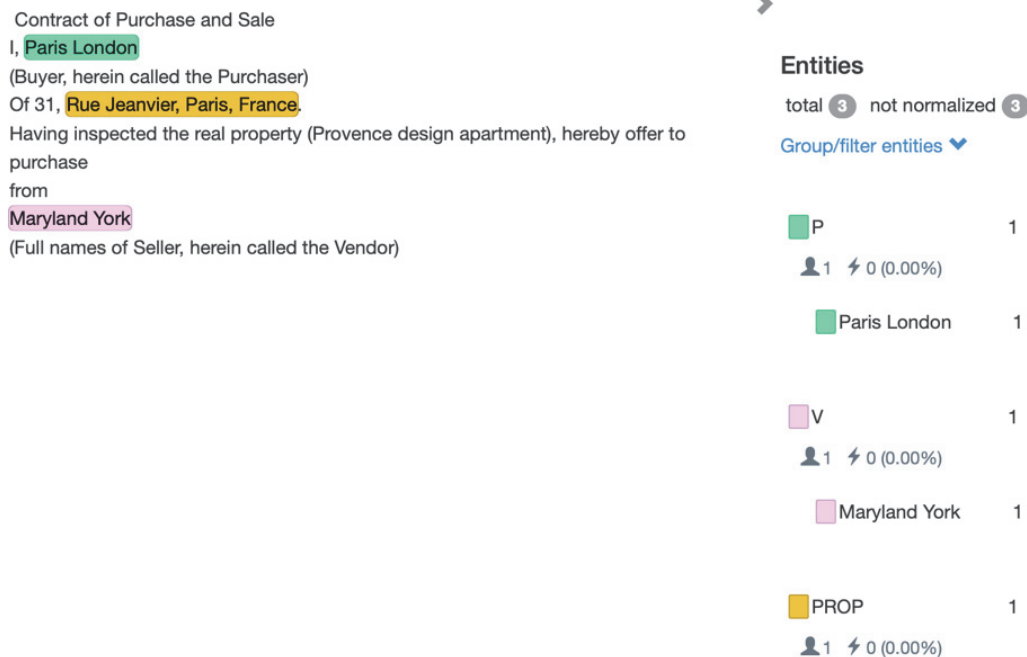 Contract of Purchase and Sale
I, Paris London
(Buyer, herein called the Purchaser)
Of 31, Rue Jeanvier, Paris, France.
Having inspected the real property (Provence design apartment), hereby offer to
purchase
from
Maryland York
(Full names of Seller, herein called the Vendor)
Entities
total 3 not normalized 3
Group/filter entities
P 1
1 0 (0.00%)
Paris London 1
V 1
1 0 (0.00%)
Maryland York 1
PROP 1
1 0 (0.00%)